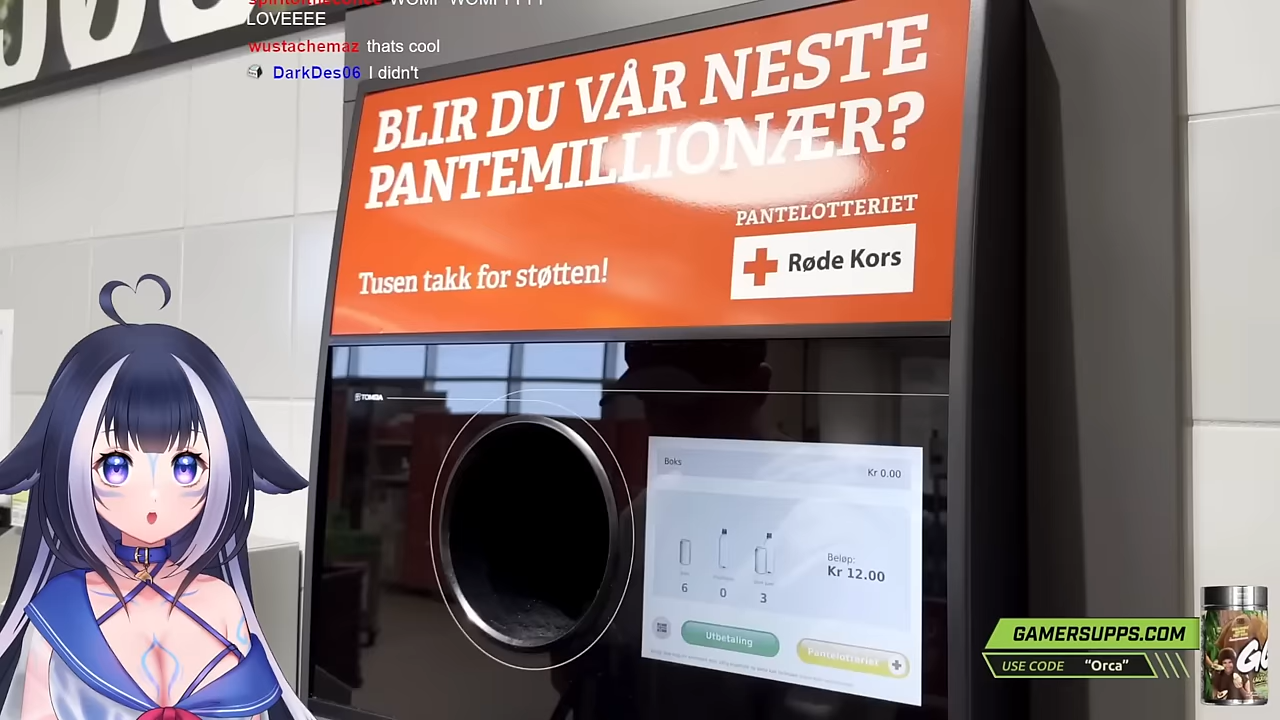 LOVEEEE
wustachemaz thats cool
DarkDes06 I didn't
BLIR DU VÅR NESTE
PANTEMILLIONÆR?
PANTELOTTERIET
Røde Kors
Tusen takk for støtten!
TOMRA
Boks
Kr 0.00
Beløp:
Kr 12.00
6
0
3
Utbetaling
Pantelotteriet
GAMERSUPPS.COM
USE CODE "Orca"